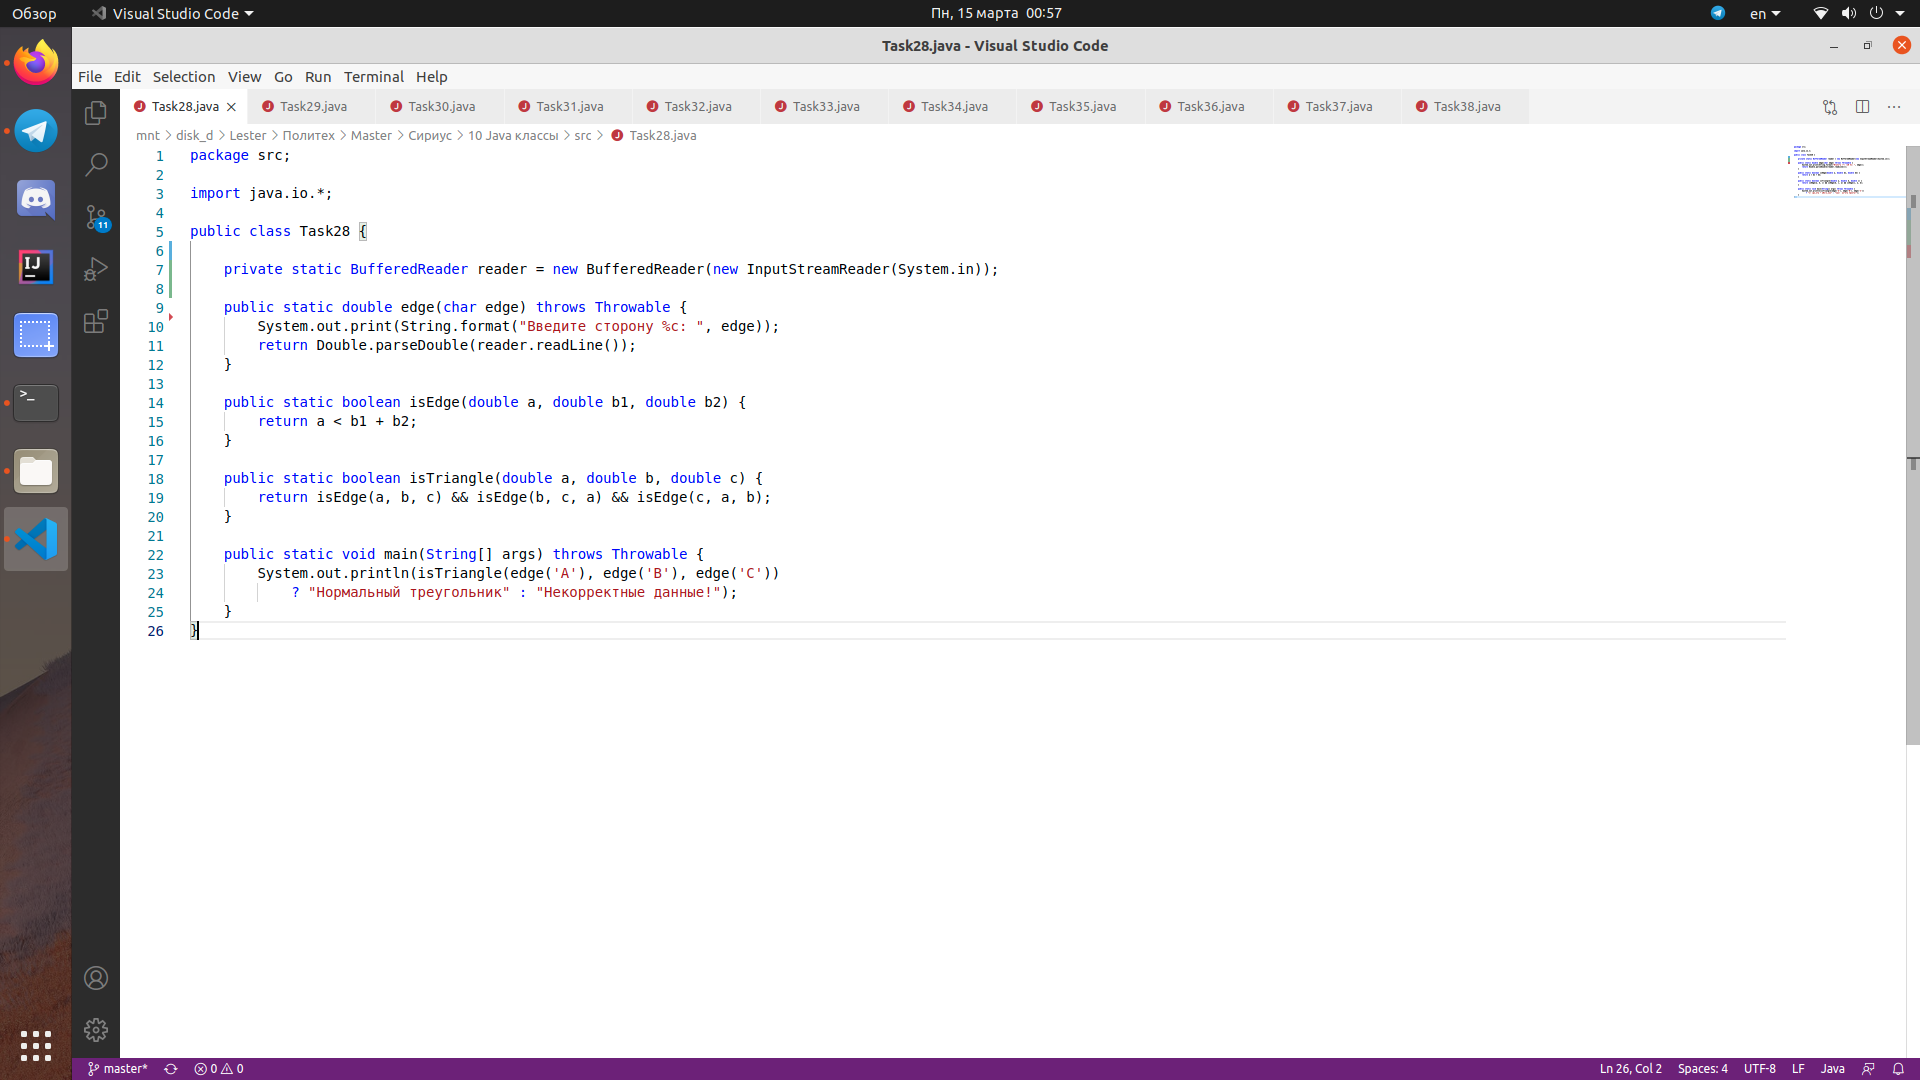 Обзор Visual Studio Code Пн, 15 марта 00:57 en
Task28.java - Visual Studio Code
File Edit Selection View Go Run Terminal Help
Task28.java Task29.java Task30.java Task31.java Task32.java Task33.java Task34.java Task35.java Task36.java Task37.java Task38.java
mnt > disk_d > Lester > Политех > Master > Сириус > 10 Java классы > src > Task28.java
1 package src;
2
3 import java.io.*;
4
5 public class Task28 {
6
7 private static BufferedReader reader = new BufferedReader(new InputStreamReader(System.in));
8
9 public static double edge(char edge) throws Throwable {
10 System.out.print(String.format("Введите сторону %c: ", edge));
11 return Double.parseDouble(reader.readLine());
12 }
13
14 public static boolean isEdge(double a, double b1, double b2) {
15 return a < b1 + b2;
16 }
17
18 public static boolean isTriangle(double a, double b, double c) {
19 return isEdge(a, b, c) && isEdge(b, c, a) && isEdge(c, a, b);
20 }
21
22 public static void main(String[] args) throws Throwable {
23 System.out.println(isTriangle(edge('A'), edge('B'), edge('C'))
24 ? "Нормальный треугольник" : "Некорректные данные!");
25 }
26 }
11
master* 0 0 Ln 26, Col 2 Spaces: 4 UTF-8 LF Java